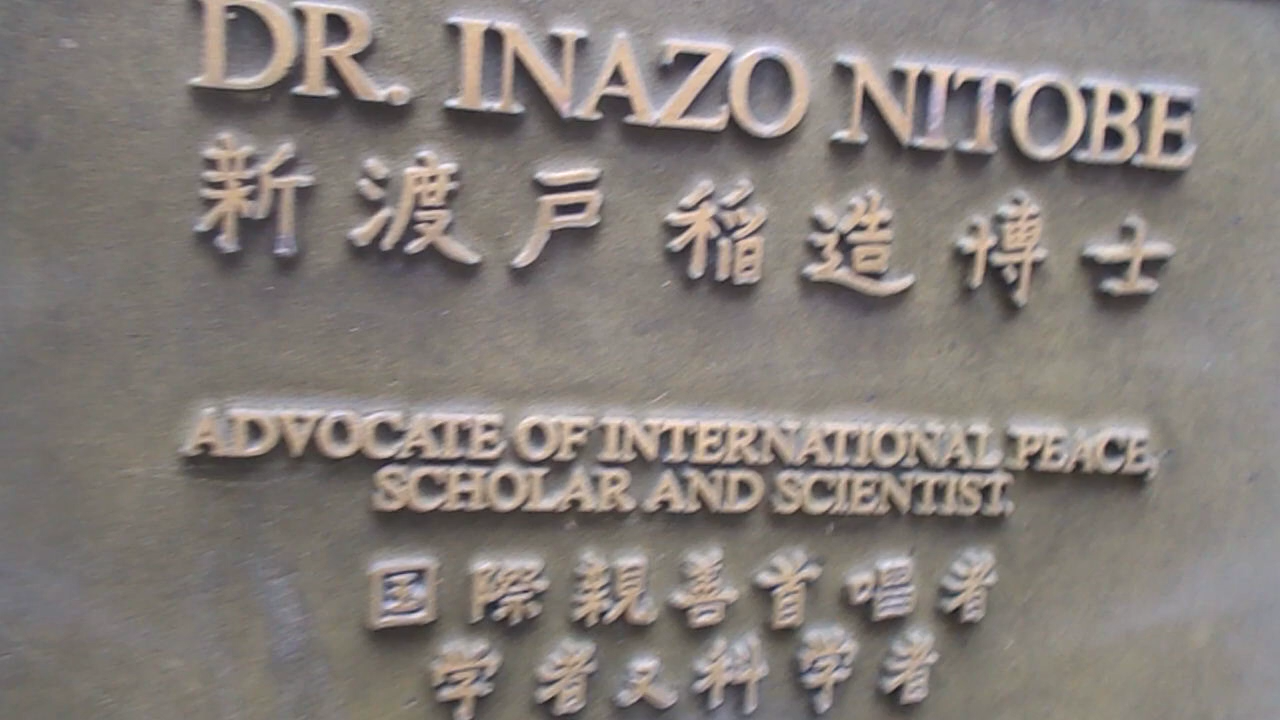 DR. INAZO NITOBE
新渡戸 稲造 博士
ADVOCATE OF INTERNATIONAL PEACE,
SCHOLAR AND SCIENTIST.
国際親善首唱者
学者又科学者